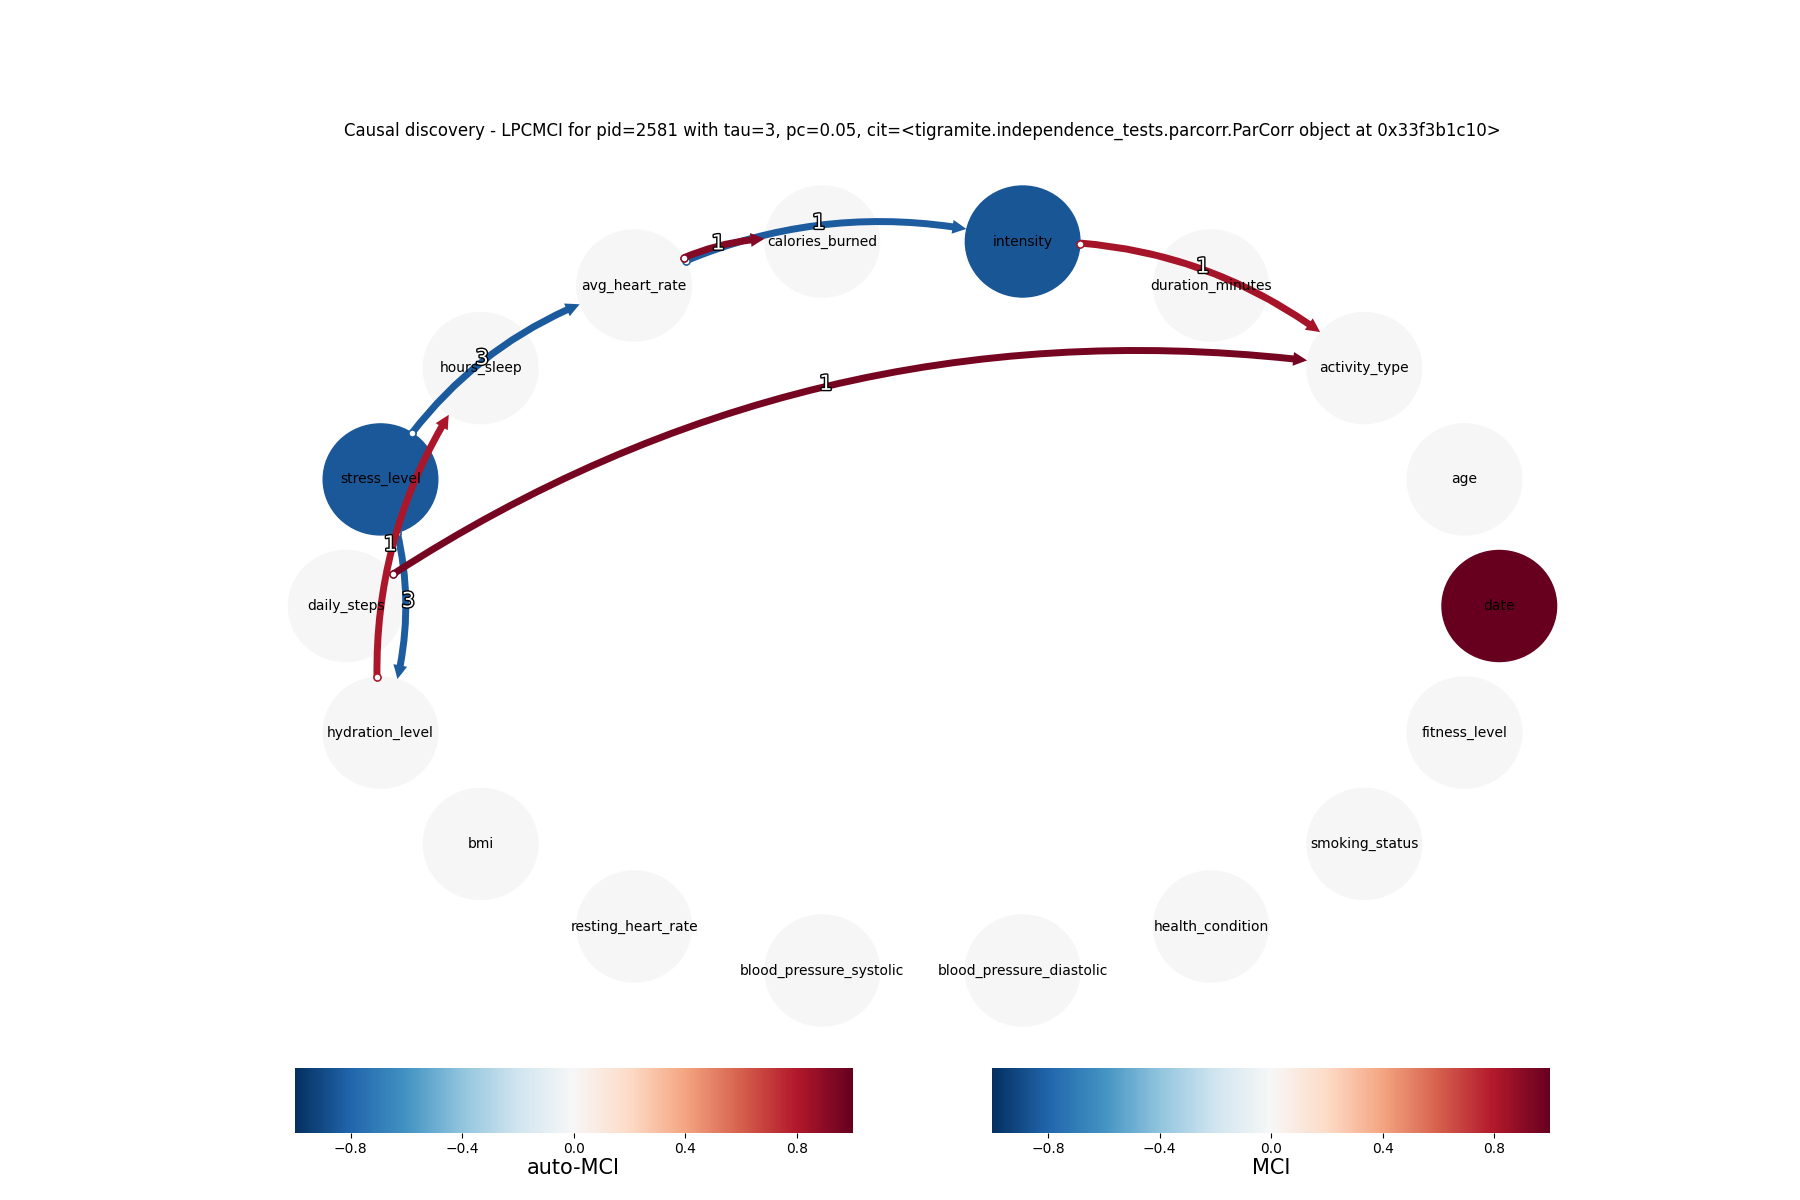 Causal discovery - LPCMCI for pid=2581 with tau=3, pc=0.05, cit=<tigramite.independence_tests.parcorr.ParCorr object at 0x33f3b1c10>
1
1
calories_burned
intensity
1
avg_heart_rate
duration_minutes
3
hours_sleep
1
activity_type
stress_level
age
1
3
daily_steps
date
hydration_level
fitness_level
bmi
smoking_status
resting_heart_rate
health_condition
blood_pressure_systolic
blood_pressure_diastolic
−0.8 −0.4 0.0 0.4 0.8
auto-MCI
−0.8 −0.4 0.0 0.4 0.8
MCI